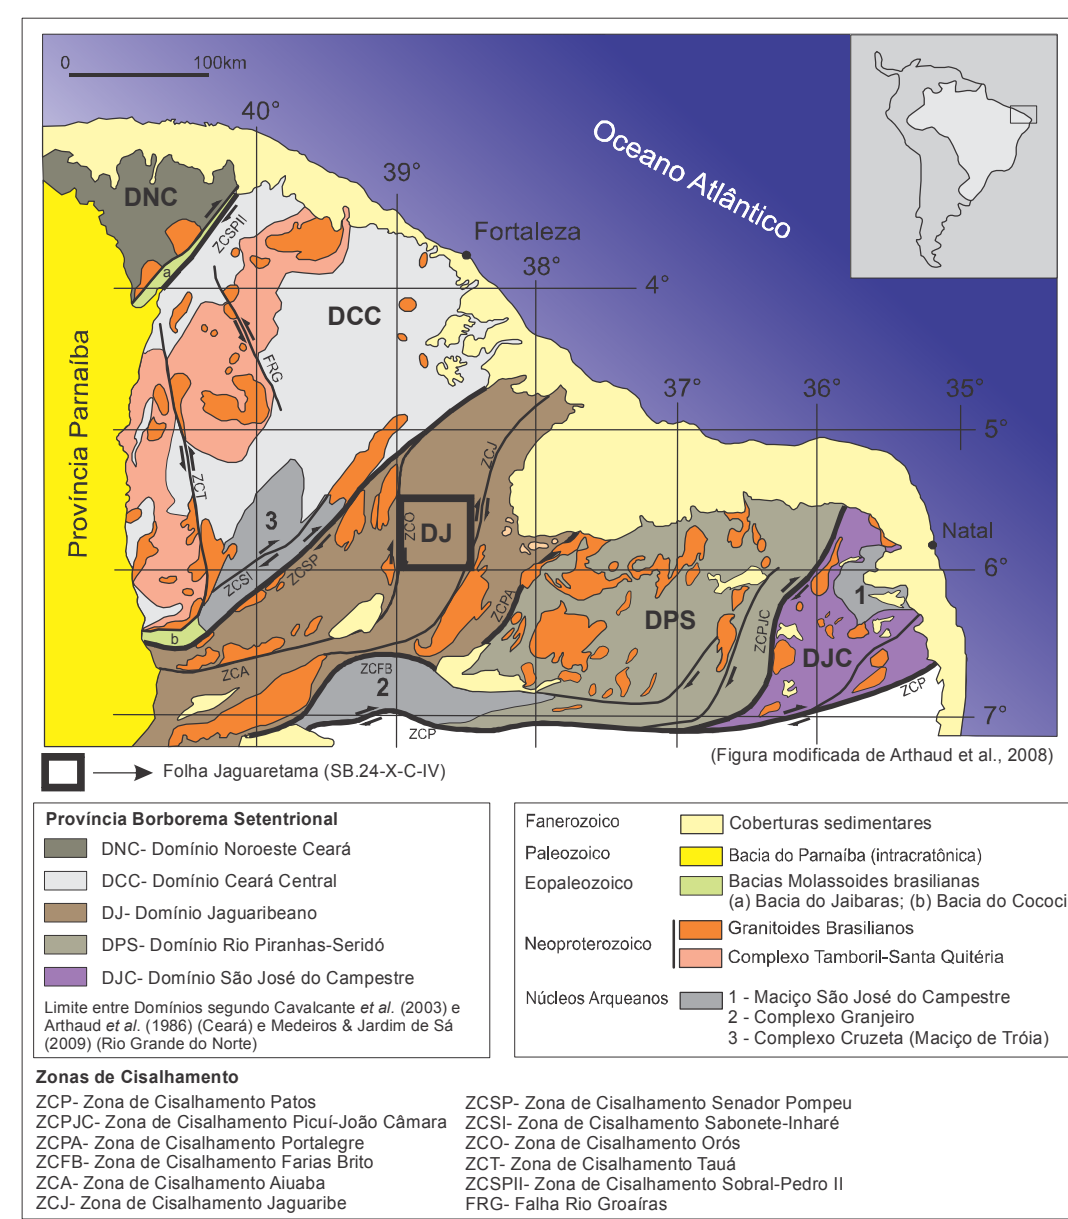 0 100km
40°
39°
Oceano Atlântico
DNC
ZCSPII
Fortaleza
38°
a
4°
DCC
FRG
Província Parnaíba
37°
36°
35°
5°
ZCJ
ZCT
3
ZCO
DJ
Natal
ZCSI
ZCSP
6°
ZCPA
1
DPS
ZCPJC
b
DJC
ZCA
ZCFB
2
ZCP
7°
ZCP
(Figura modificada de Arthaud et al., 2008)
Folha Jaguaretama (SB.24-X-C-IV)
Província Borborema Setentrional
DNC- Domínio Noroeste Ceará
DCC- Domínio Ceará Central
DJ- Domínio Jaguaribeano
DPS- Domínio Rio Piranhas-Seridó
DJC- Domínio São José do Campestre
Limite entre Domínios segundo Cavalcante et al. (2003) e
Arthaud et al. (1986) (Ceará) e Medeiros & Jardim de Sá
(2009) (Rio Grande do Norte)
Fanerozoico Coberturas sedimentares
Paleozoico Bacia do Parnaíba (intracratônica)
Eopaleozoico Bacias Molassoides brasilianas
(a) Bacia do Jaibaras; (b) Bacia do Cococi
Neoproterozoico Granitoides Brasilianos
Complexo Tamboril-Santa Quitéria
Núcleos Arqueanos 1 - Maciço São José do Campestre
2 - Complexo Granjeiro
3 - Complexo Cruzeta (Maciço de Tróia)
Zonas de Cisalhamento
ZCP- Zona de Cisalhamento Patos
ZCPJC- Zona de Cisalhamento Picuí-João Câmara
ZCPA- Zona de Cisalhamento Portalegre
ZCFB- Zona de Cisalhamento Farias Brito
ZCA- Zona de Cisalhamento Aiuaba
ZCJ- Zona de Cisalhamento Jaguaribe
ZCSP- Zona de Cisalhamento Senador Pompeu
ZCSI- Zona de Cisalhamento Sabonete-Inharé
ZCO- Zona de Cisalhamento Orós
ZCT- Zona de Cisalhamento Tauá
ZCSPII- Zona de Cisalhamento Sobral-Pedro II
FRG- Falha Rio Groaíras